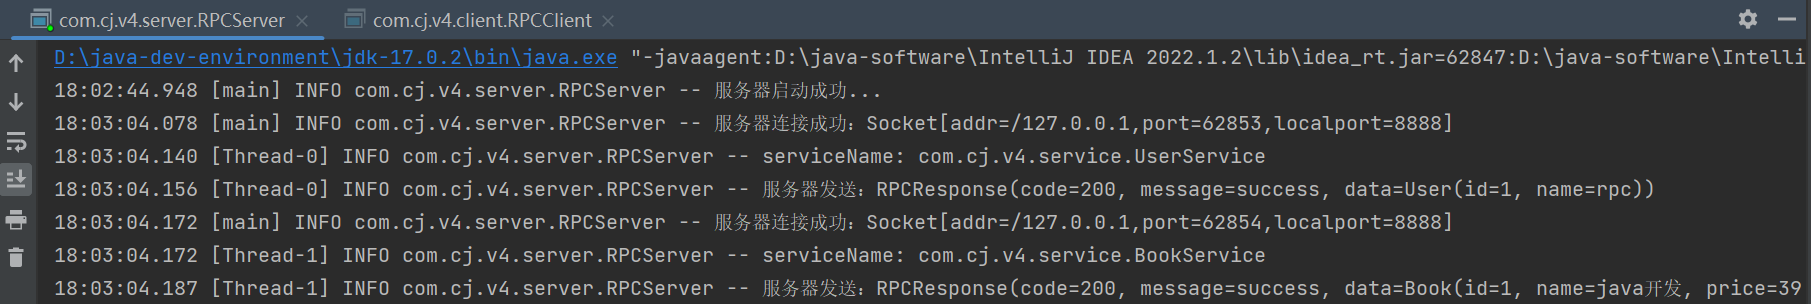 com.cj.v4.server.RPCServer com.cj.v4.client.RPCClient
D:\java-dev-environment\jdk-17.0.2\bin\java.exe "-javaagent:D:\java-software\IntelliJ IDEA 2022.1.2\lib\idea_rt.jar=62847:D:\java-software\Intelli
18:02:44.948 [main] INFO com.cj.v4.server.RPCServer -- 服务器启动成功...
18:03:04.078 [main] INFO com.cj.v4.server.RPCServer -- 服务器连接成功：Socket[addr=/127.0.0.1,port=62853,localport=8888]
18:03:04.140 [Thread-0] INFO com.cj.v4.server.RPCServer -- serviceName: com.cj.v4.service.UserService
18:03:04.156 [Thread-0] INFO com.cj.v4.server.RPCServer -- 服务器发送：RPCResponse(code=200, message=success, data=User(id=1, name=rpc))
18:03:04.172 [main] INFO com.cj.v4.server.RPCServer -- 服务器连接成功：Socket[addr=/127.0.0.1,port=62854,localport=8888]
18:03:04.172 [Thread-1] INFO com.cj.v4.server.RPCServer -- serviceName: com.cj.v4.service.BookService
18:03:04.187 [Thread-1] INFO com.cj.v4.server.RPCServer -- 服务器发送：RPCResponse(code=200, message=success, data=Book(id=1, name=java开发, price=39